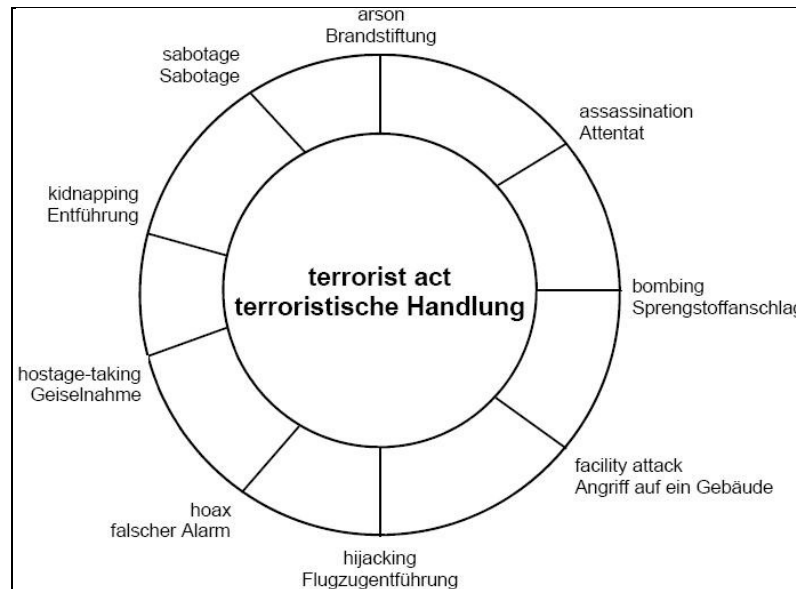 arson
Brandstiftung
sabotage
Sabotage
assassination
Attentat
kidnapping
Entführung
terrorist act
terroristische Handlung
bombing
Sprengstoffanschlag
hostage-taking
Geiselnahme
facility attack
Angriff auf ein Gebäude
hoax
falscher Alarm
hijacking
Flugzugentführung